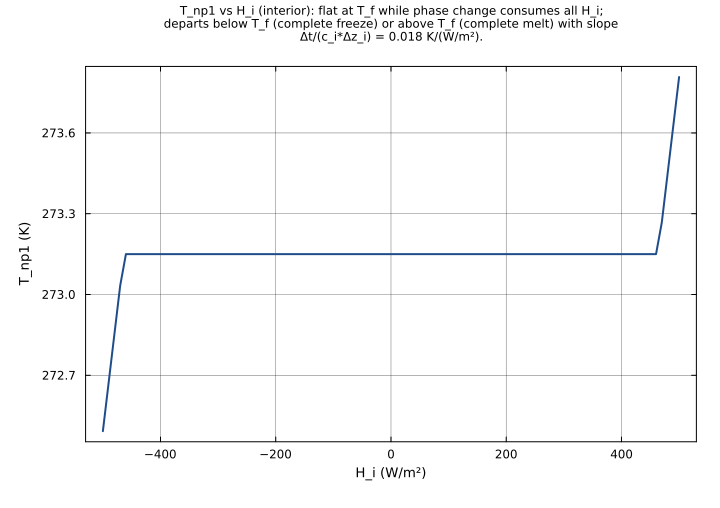 T_np1 vs H_i (interior): flat at T_f while phase change consumes all H_i;
departs below T_f (complete freeze) or above T_f (complete melt) with slope
Δt/(c_i*Δz_i) = 0.018 K/(W/m²).
273.6
273.3
273.0
272.7
T_np1 (K)
−400
−200
0
200
400
H_i (W/m²)